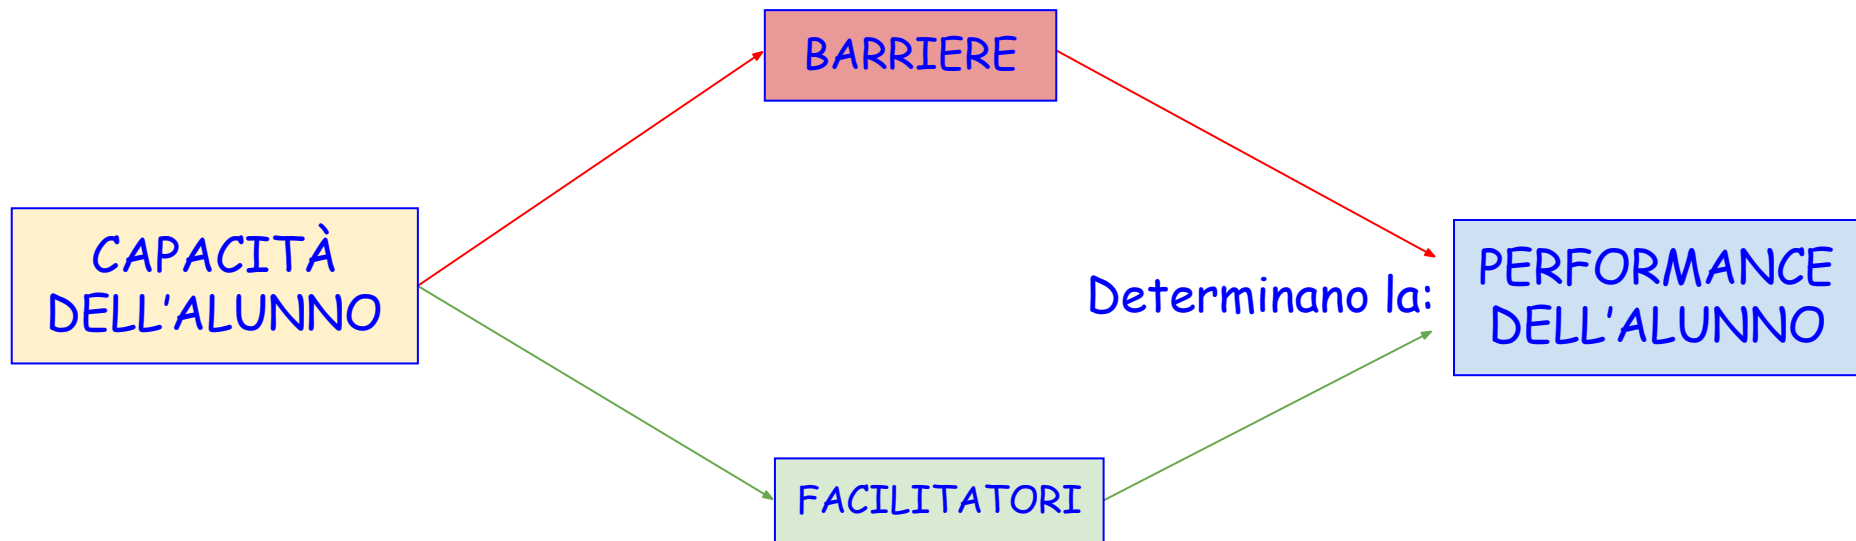 BARRIERE
CAPACITÀ
DELL'ALUNNO
Determinano la:
PERFORMANCE
DELL'ALUNNO
FACILITATORI